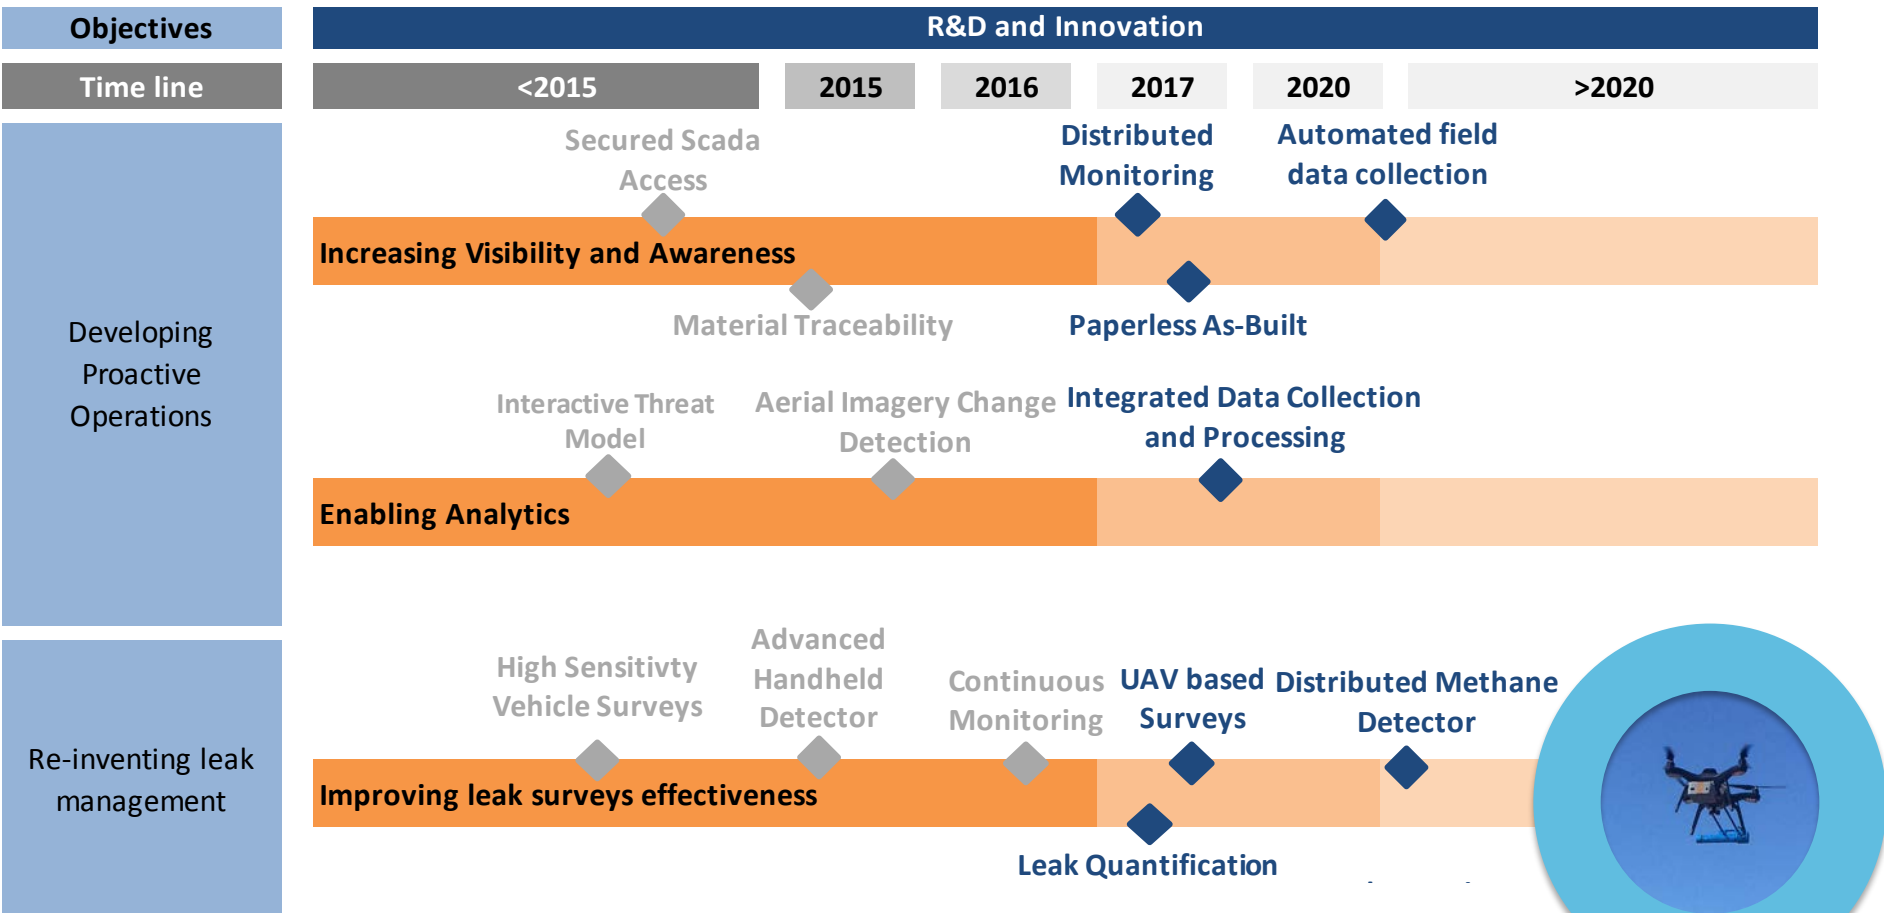 Objectives
R&D and Innovation
Time line
<2015
2015
2016
2017
2020
>2020
Developing
Proactive
Operations
Secured Scada
Access
Distributed
Monitoring
Automated field
data collection
Increasing Visibility and Awareness
Material Traceability
Paperless As-Built
Interactive Threat
Model
Aerial Imagery Change
Detection
Integrated Data Collection
and Processing
Enabling Analytics
Re-inventing leak
management
High Sensitivty
Vehicle Surveys
Advanced
Handheld
Detector
Continuous
Monitoring
UAV based
Surveys
Distributed Methane
Detector
Improving leak surveys effectiveness
Leak Quantification